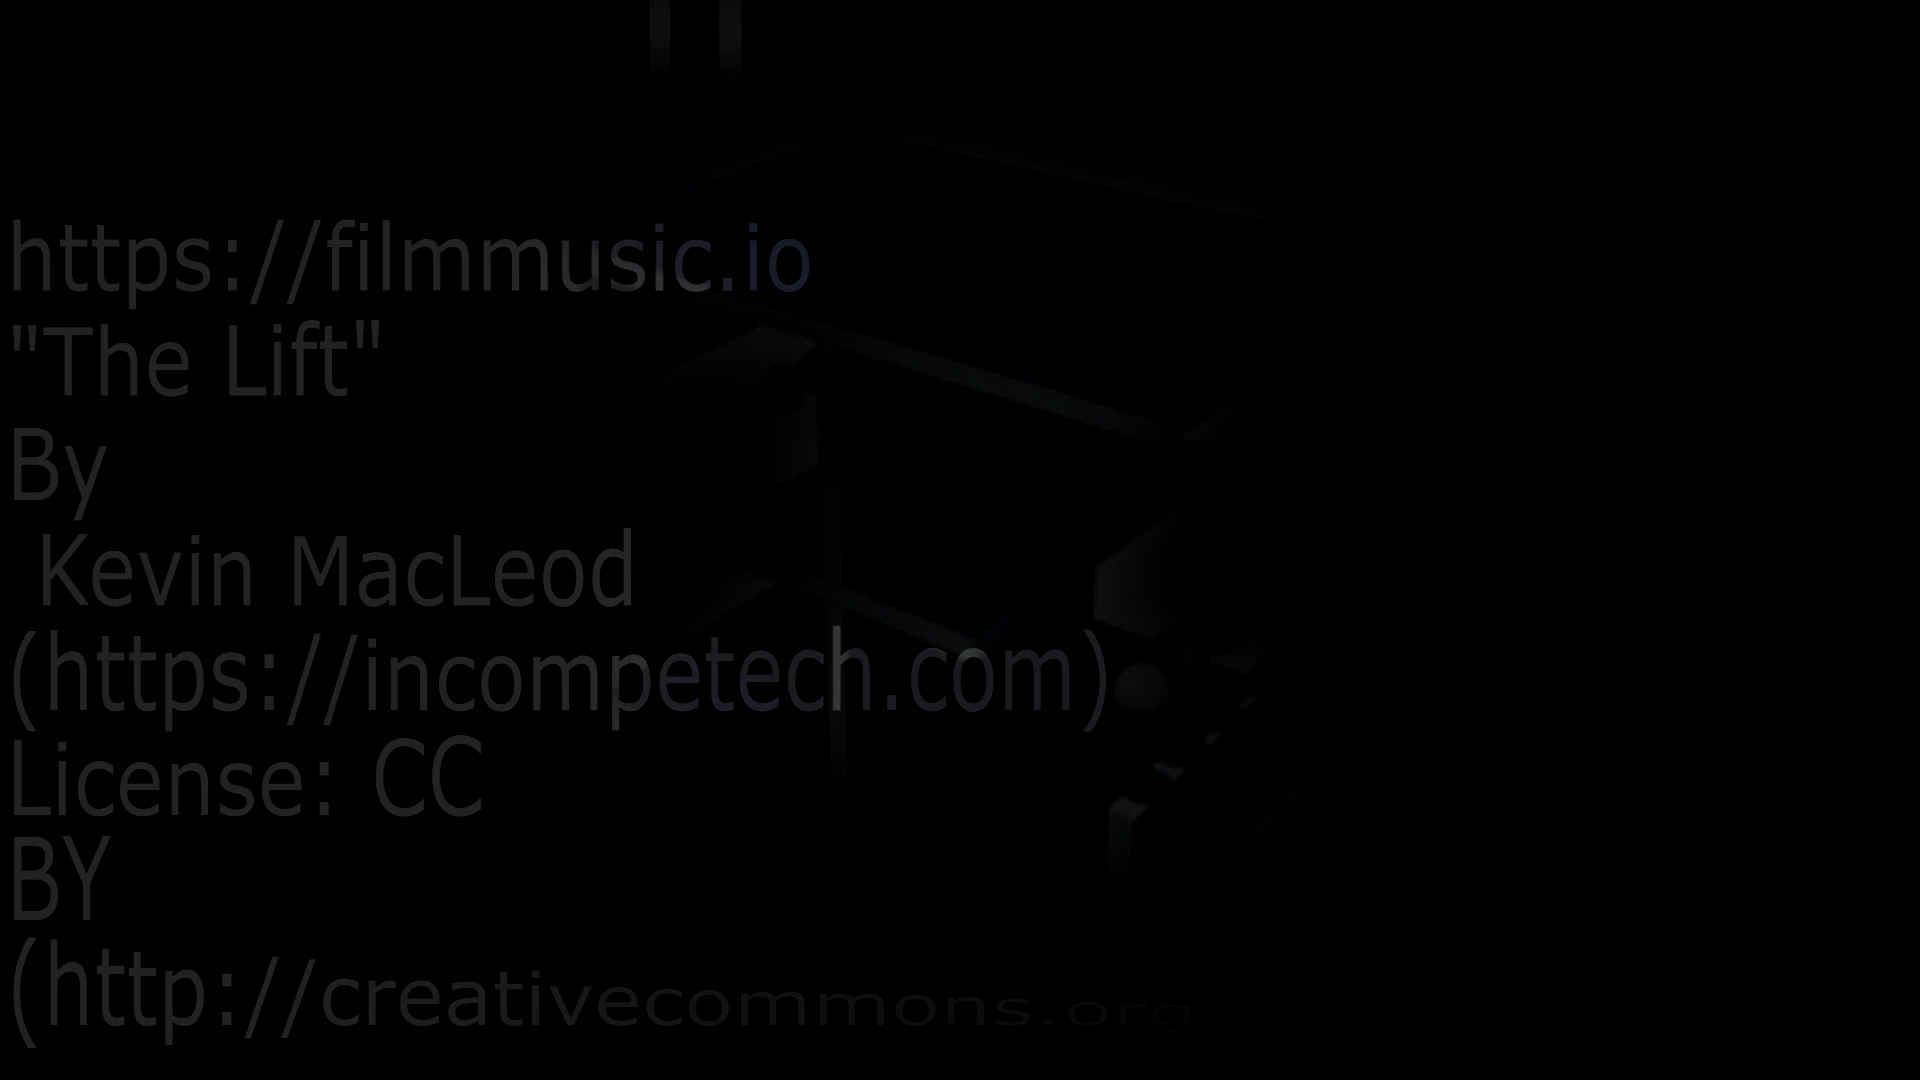 https://filmmusic.io
"The Lift"
By
Kevin MacLeod
(https://incompetech.com)
License: CC
BY
(http://creativecommons.org